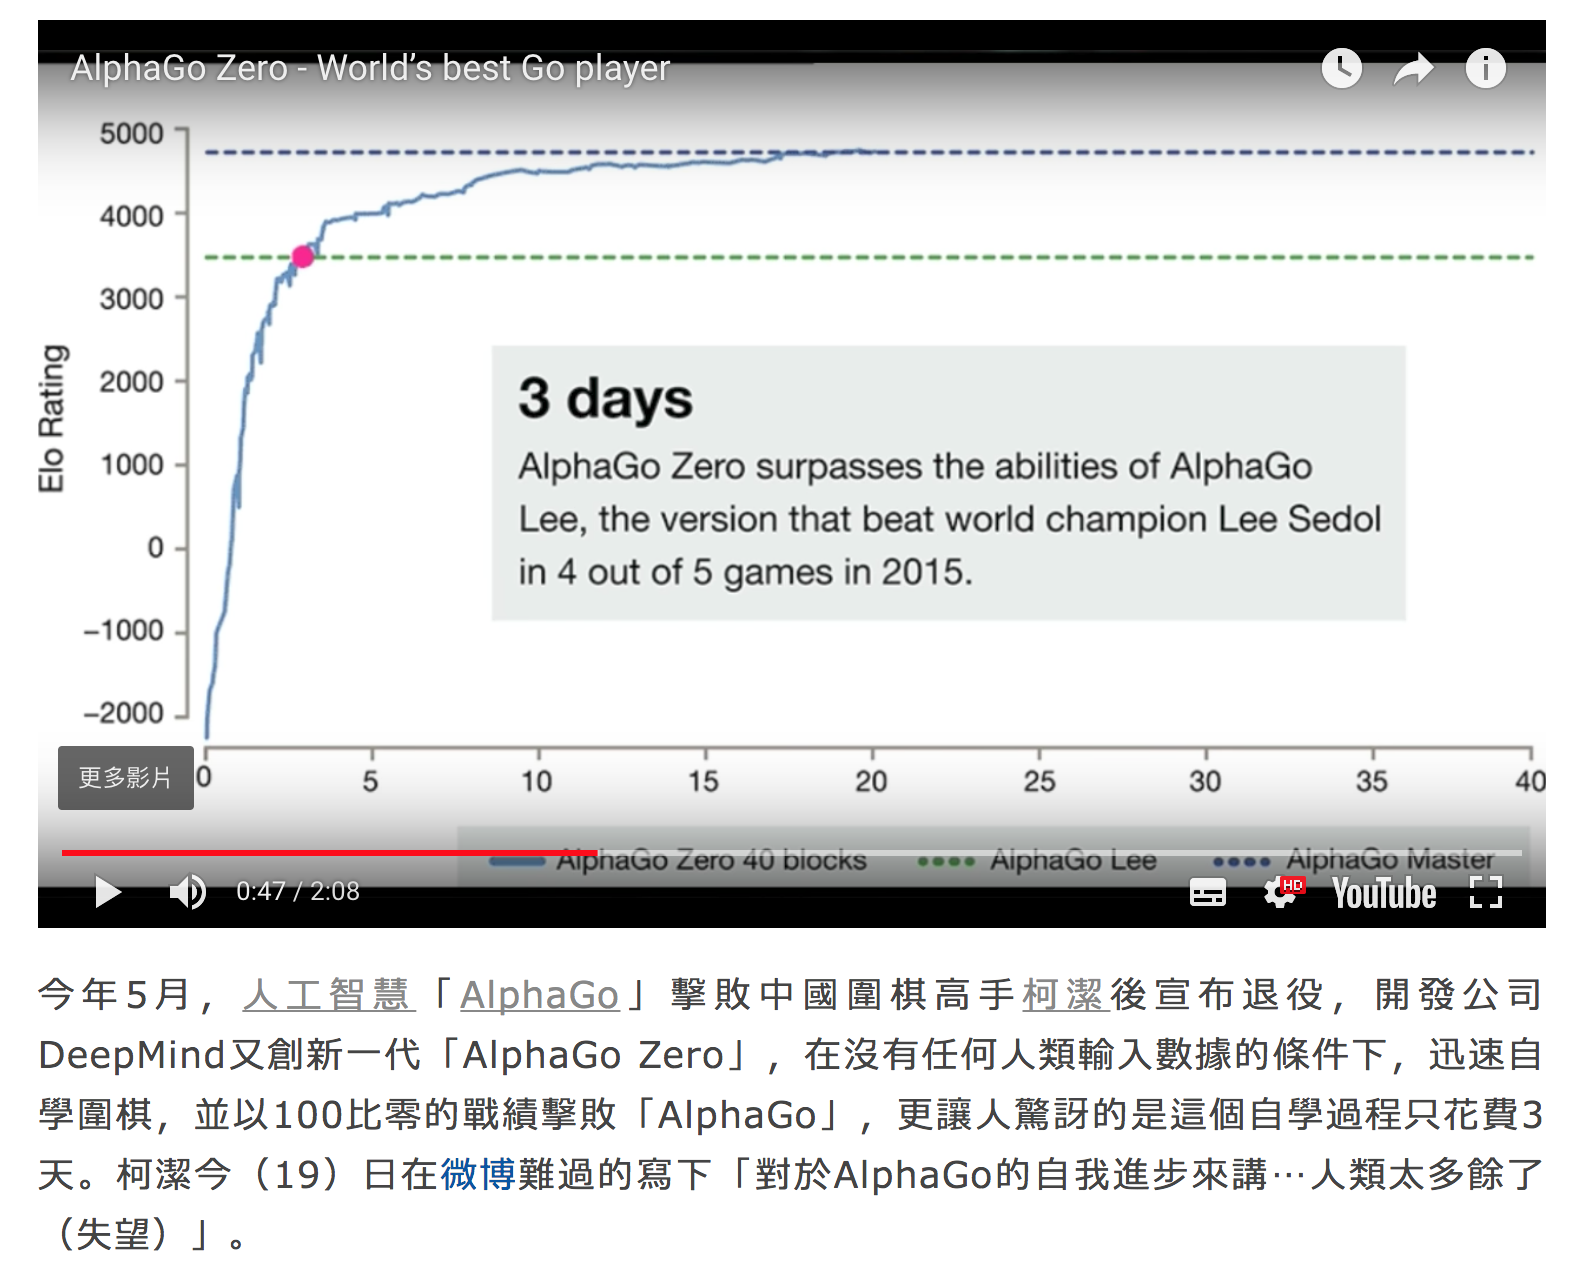 AlphaGo Zero - World’s best Go player
5000
4000
3000
2000
1000
0
−1000
−2000
Elo Rating
3 days
AlphaGo Zero surpasses the abilities of AlphaGo
Lee, the version that beat world champion Lee Sedol
in 4 out of 5 games in 2015.
更多影片
0 5 10 15 20 25 30 35 40
AlphaGo Zero 40 blocks AlphaGo Lee AlphaGo Master
0:47 / 2:08 HD YouTube
今年5月，人工智慧「AlphaGo」擊敗中國圍棋高手柯潔後宣布退役，開發公司
DeepMind又創新一代「AlphaGo Zero」，在沒有任何人類輸入數據的條件下，迅速自
學圍棋，並以100比零的戰績擊敗「AlphaGo」，更讓人驚訝的是這個自學過程只花費3
天。柯潔今（19）日在微博難過的寫下「對於AlphaGo的自我進步來講⋯人類太多餘了
（失望）」。